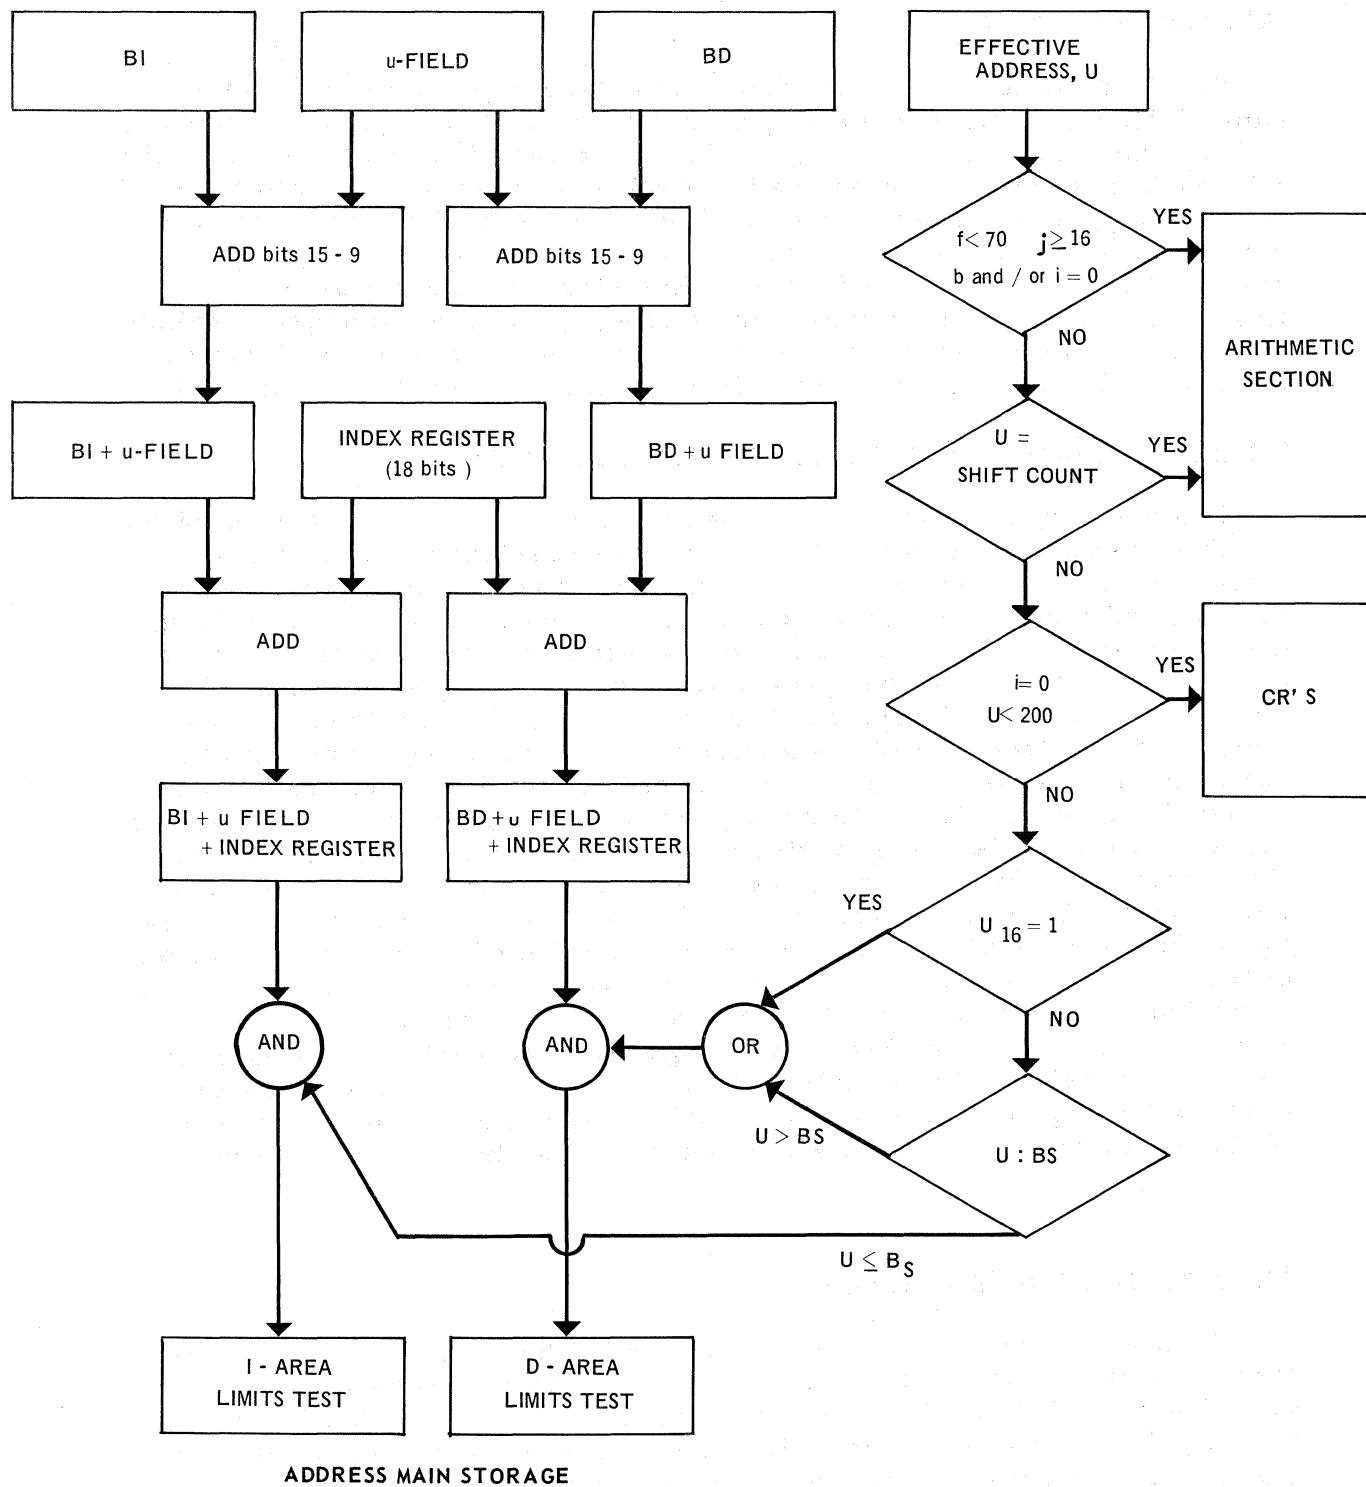 BI
u-FIELD
BD
EFFECTIVE
ADDRESS, U
ADD bits 15 - 9
ADD bits 15 - 9
f< 70 j≥ 16
b and / or i = 0
YES
NO
ARITHMETIC
SECTION
BI + u-FIELD
INDEX REGISTER
(18 bits )
BD + u FIELD
U =
SHIFT COUNT
YES
NO
ADD
ADD
i= 0
U< 200
YES
NO
CR' S
BI + u FIELD
+ INDEX REGISTER
BD + u FIELD
+ INDEX REGISTER
YES
U 16 = 1
NO
AND
AND
OR
U > BS
U : BS
U ≤ BS
I - AREA
LIMITS TEST
D - AREA
LIMITS TEST
ADDRESS MAIN STORAGE